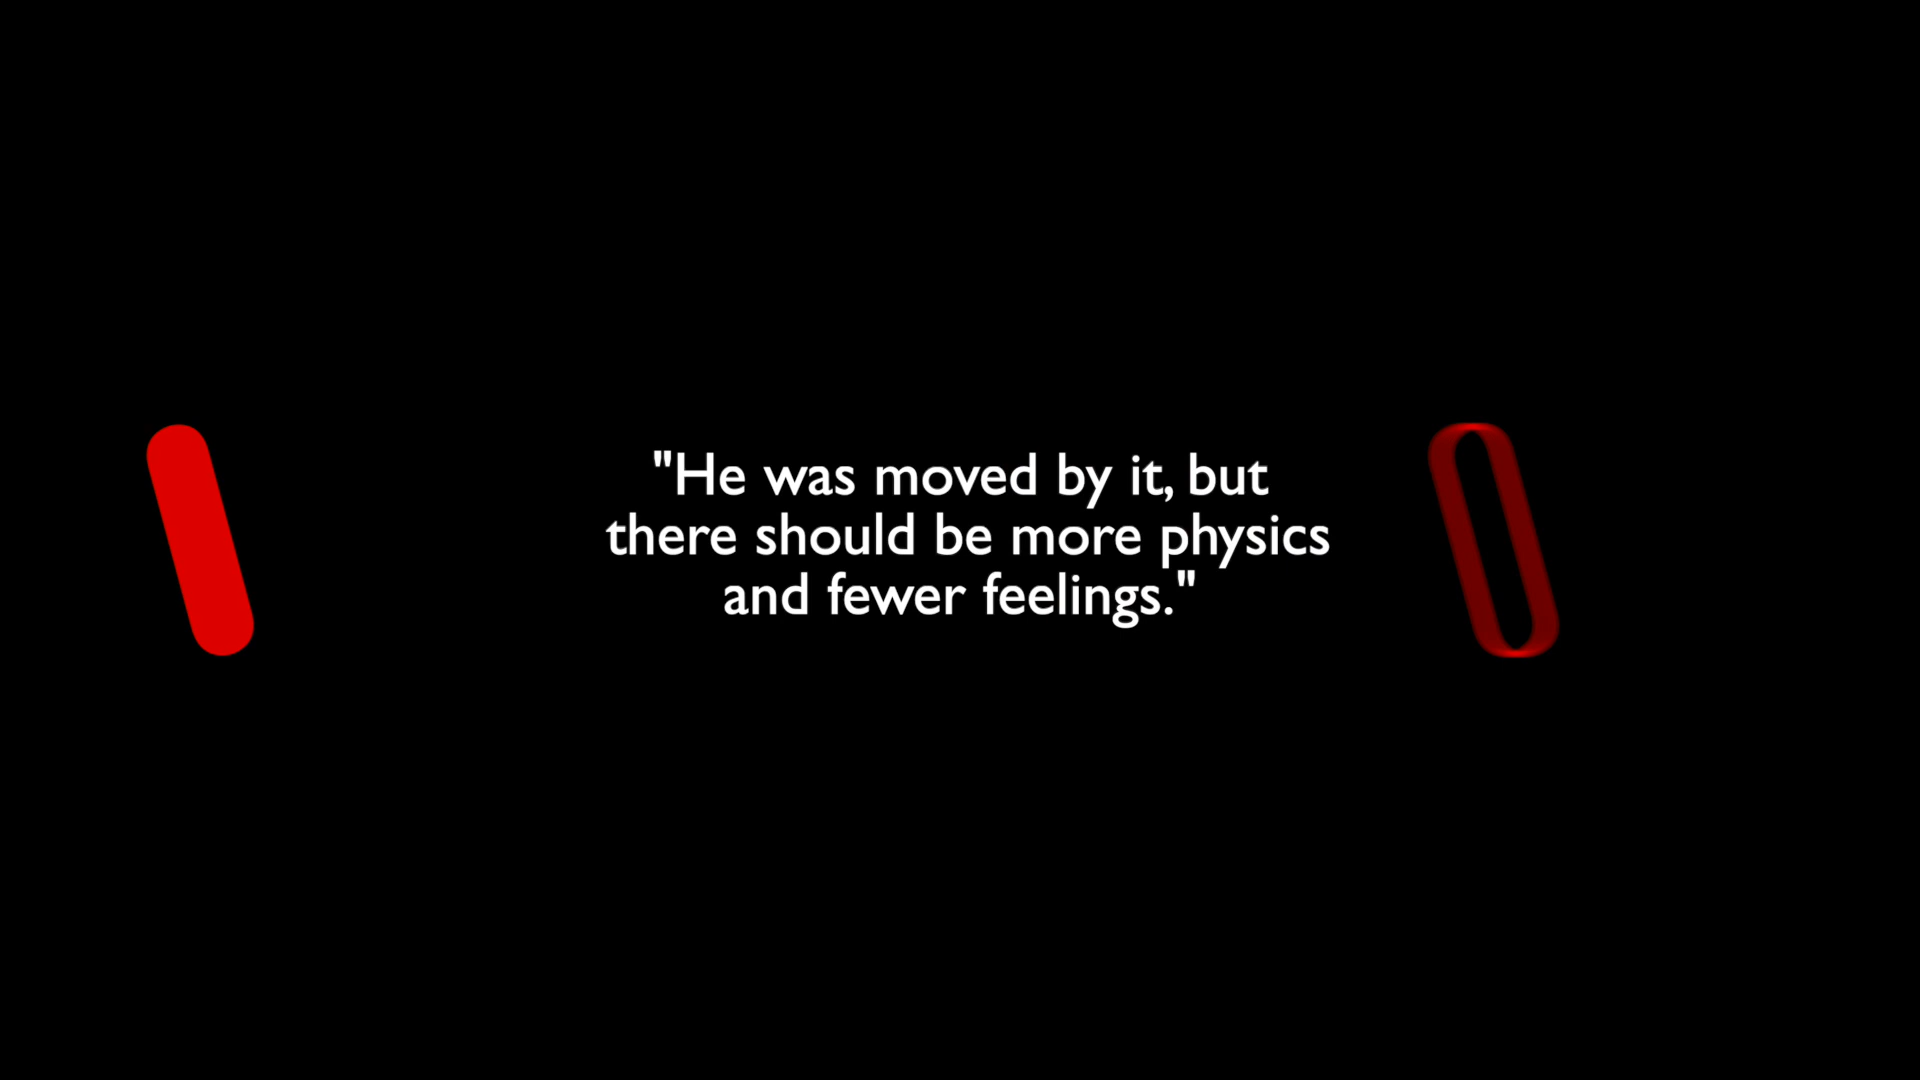 "He was moved by it, but
there should be more physics
and fewer feelings."